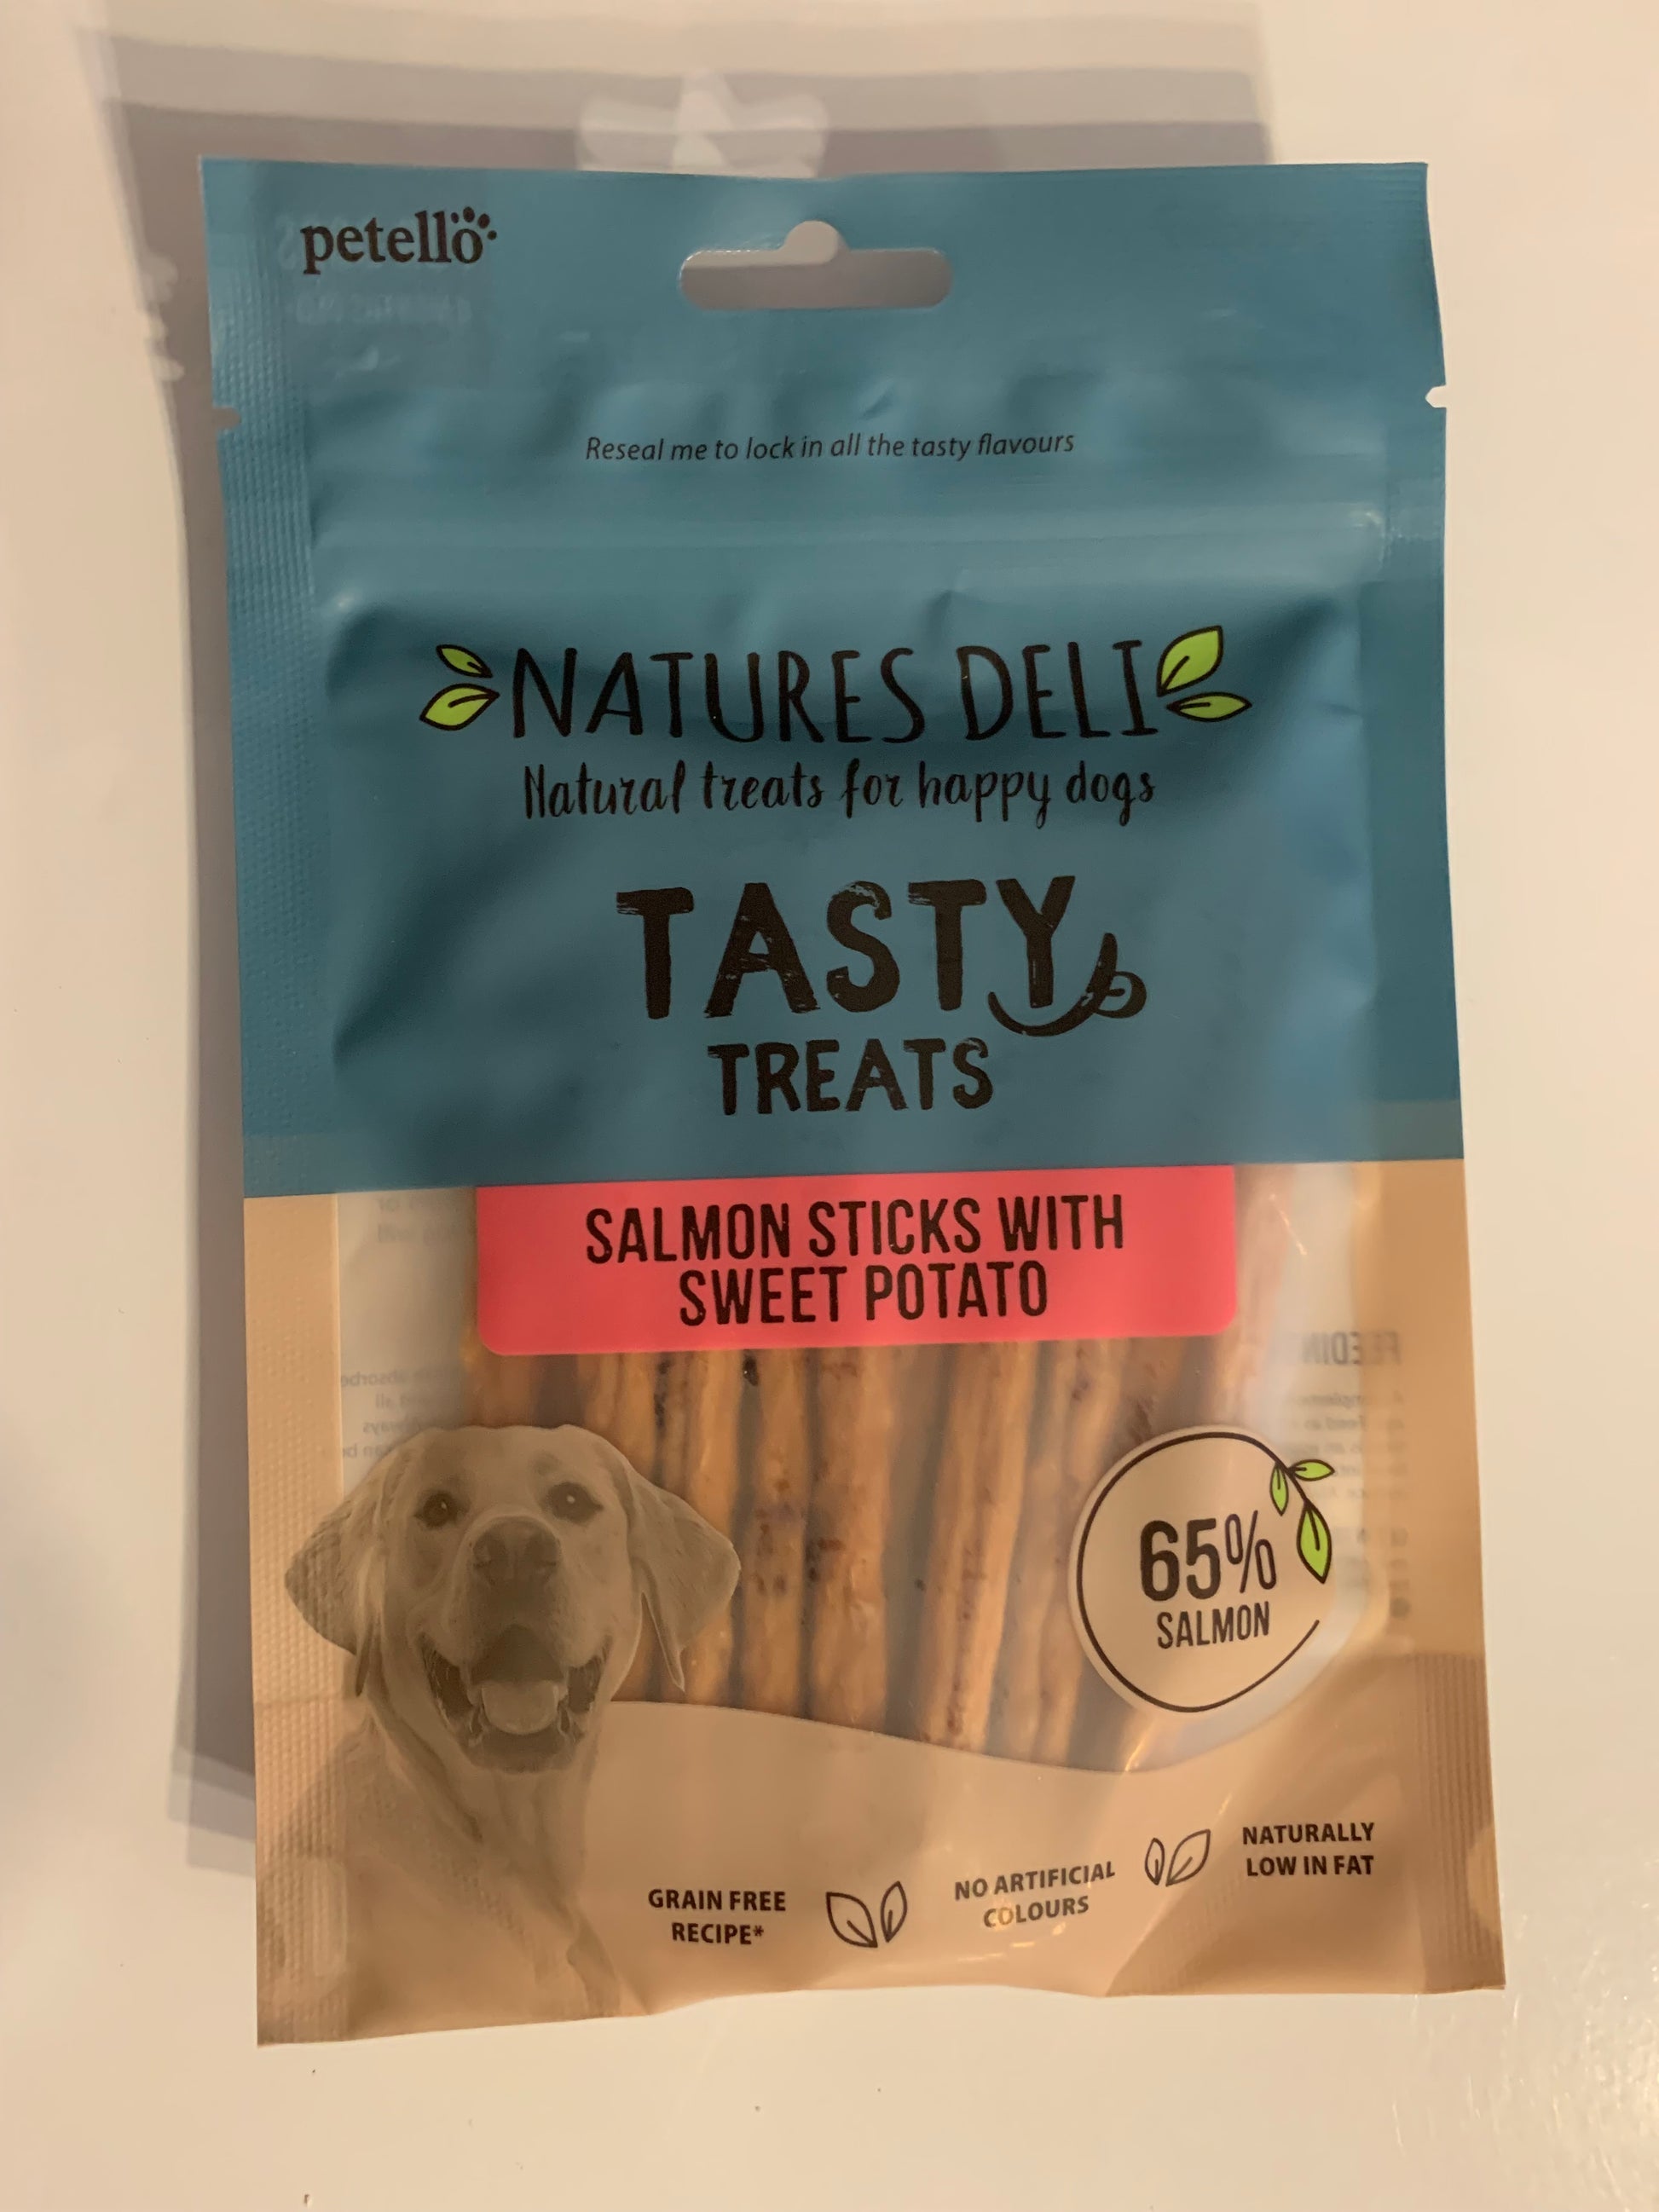 petello
Reseal me to lock in all the tasty flavours
NATURES DELI
Natural treats for happy dogs
TASTY
TREATS
SALMON STICKS WITH
SWEET POTATO
65%
SALMON
GRAIN FREE
RECIPE*
NO ARTIFICIAL
COLOURS
NATURALLY
LOW IN FAT